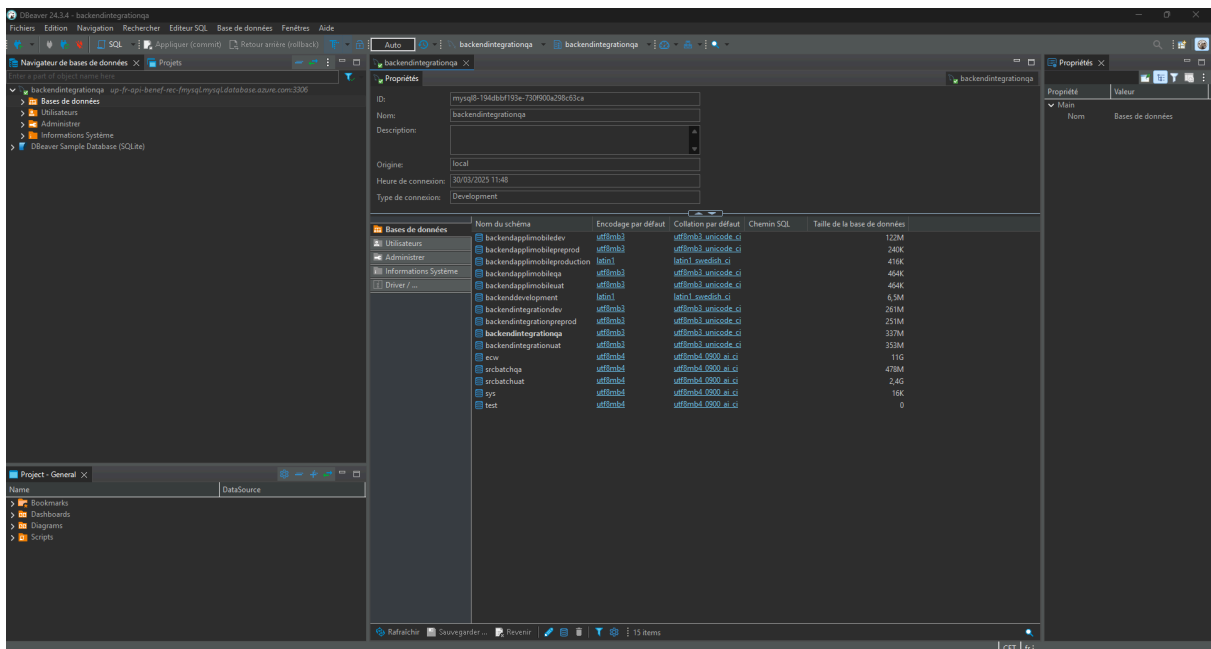 DBeaver 24.3.4 - backendintegrationqa
Fichiers Edition Navigation Rechercher Editeur SQL Base de données Fenêtres Aide
SQL Appliquer (commit) Retour arrière (rollback) Auto backendintegrationqa backendintegrationqa
Navigateur de bases de données Projets
Enter a part of object name here
backendintegrationqa up-fr-api-benef-rec-fmysql.mysql.database.azure.com:3306
Bases de données
Utilisateurs
Administrer
Informations Système
DBeaver Sample Database (SQLite)
Project - General
Name DataSource
Bookmarks
Dashboards
Diagrams
Scripts
backendintegrationqa
Propriétés backendintegrationqa
ID: mysql8-194dbbf193e-730f900a298c63ca
Nom: backendintegrationqa
Description:
Origine: local
Heure de connexion: 30/03/2025 11:48
Type de connexion: Development
Bases de données
Utilisateurs
Administrer
Informations Système
Driver / ...
Nom du schéma Encodage par défaut Collation par défaut Chemin SQL Taille de la base de données
backendapplimobiledev utf8mb3 utf8mb3_unicode_ci 122M
backendapplimobilepreprod utf8mb3 utf8mb3_unicode_ci 240K
backendapplimobileproduction latin1 latin1_swedish_ci 416K
backendapplimobileqa utf8mb3 utf8mb3_unicode_ci 464K
backendapplimobileuat utf8mb3 utf8mb3_unicode_ci 464K
backenddevelopment latin1 latin1_swedish_ci 6,5M
backendintegrationdev utf8mb3 utf8mb3_unicode_ci 261M
backendintegrationpreprod utf8mb3 utf8mb3_unicode_ci 251M
backendintegrationqa utf8mb3 utf8mb3_unicode_ci 337M
backendintegrationuat utf8mb3 utf8mb3_unicode_ci 353M
ecw utf8mb4 utf8mb4_0900_ai_ci 11G
srcbatchqa utf8mb4 utf8mb4_0900_ai_ci 478M
srcbatchuat utf8mb4 utf8mb4_0900_ai_ci 2,4G
sys utf8mb4 utf8mb4_0900_ai_ci 16K
test utf8mb4 utf8mb4_0900_ai_ci 0
Rafraîchir Sauvegarder ... Revenir 15 items
Propriétés
Propriété Valeur
Main
Nom Bases de données
CET